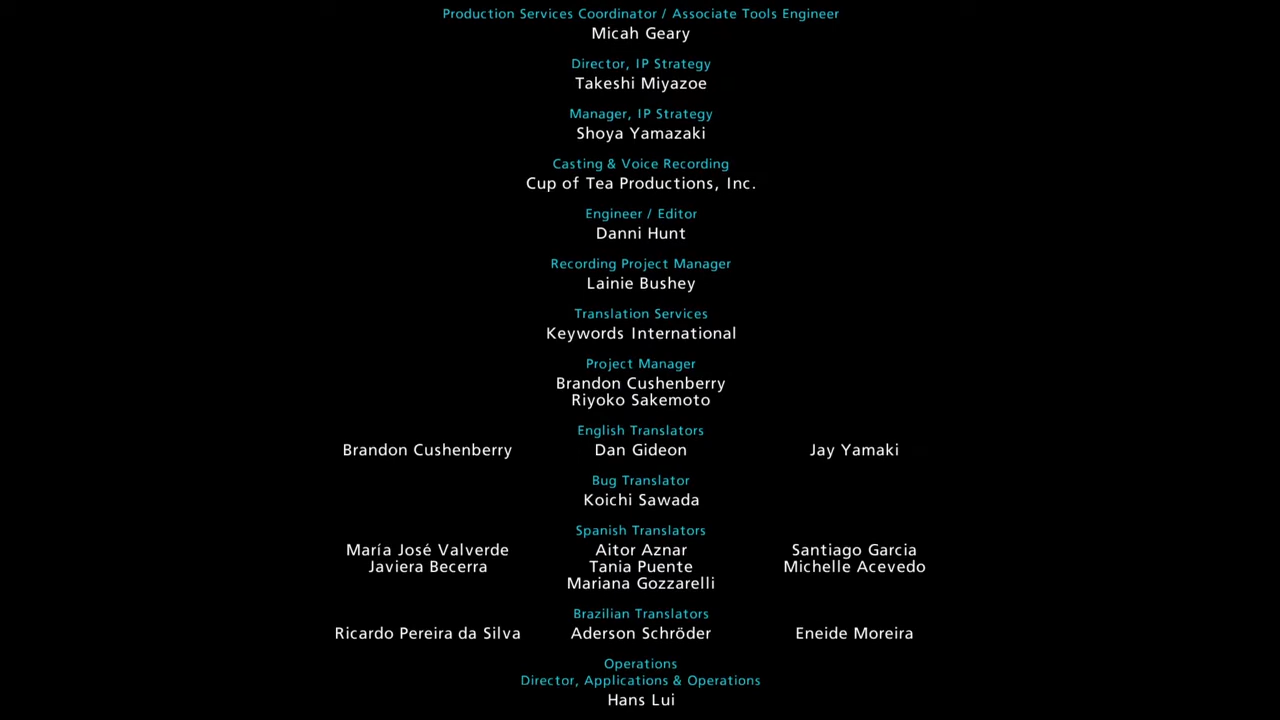 Production Services Coordinator / Associate Tools Engineer
Micah Geary
Director, IP Strategy
Takeshi Miyazoe
Manager, IP Strategy
Shoya Yamazaki
Casting & Voice Recording
Cup of Tea Productions, Inc.
Engineer / Editor
Danni Hunt
Recording Project Manager
Lainie Bushey
Translation Services
Keywords International
Project Manager
Brandon Cushenberry
Riyoko Sakemoto
English Translators
Brandon Cushenberry Dan Gideon Jay Yamaki
Bug Translator
Koichi Sawada
Spanish Translators
María José Valverde Aitor Aznar Santiago Garcia
Javiera Becerra Tania Puente Michelle Acevedo
Mariana Gozzarelli
Brazilian Translators
Ricardo Pereira da Silva Aderson Schröder Eneide Moreira
Operations
Director, Applications & Operations
Hans Lui